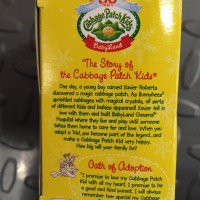 Cabbage Patch Kids
BabyLand
The Story of
the Cabbage Patch Kids®
One day, a young boy named Xavier Roberts
discovered a magic cabbage patch. As BunnyBees®
sprinkled cabbages with magical crystals, all sorts
of different Kids and babies appeared! Xavier fell in
love with them and built BabyLand General®
Hospital where they live and play until someone
takes them home to care for and love. When you
adopt a 'Kid, you become part of the legend...and
make a Cabbage Patch Kid very happy.
How big will your family be?
Oath of Adoption
"I promise to love my Cabbage Patch
Kid with all my heart. I promise to be
a good and kind parent. I will always
remember how special my Cabbage